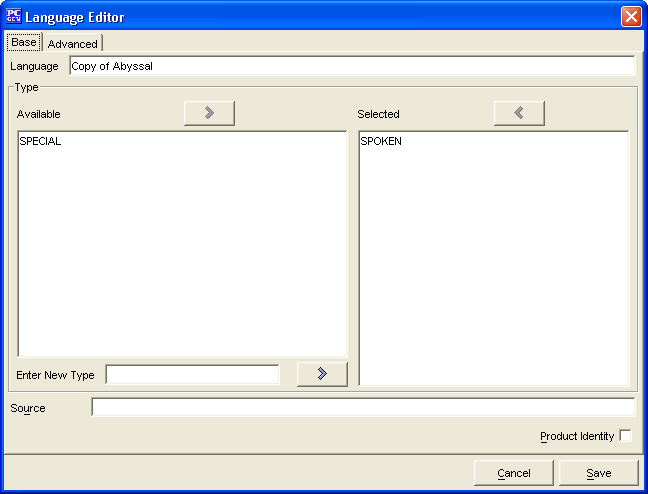 PC GEN Language Editor
Base Advanced
Language Copy of Abyssal
Type
Available Selected
SPECIAL SPOKEN
Enter New Type
Source
Product Identity
Cancel Save